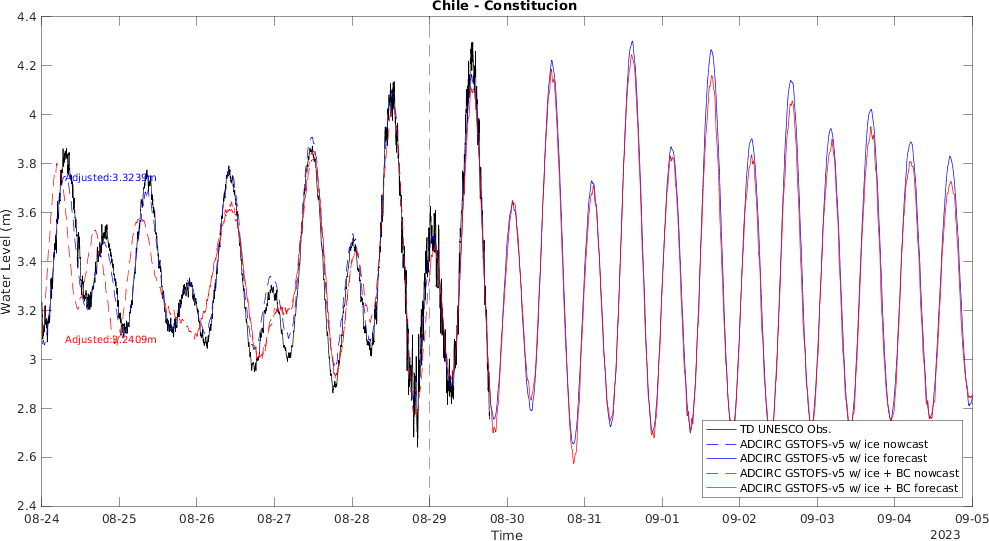 Chile - Constitucion
Water Level (m)
4.4
4.2
4
3.8
3.6
3.4
3.2
3
2.8
2.6
2.4
Adjusted:3.3239m
Adjusted:3.2409m
TD UNESCO Obs.
ADCIRC GSTOFS-v5 w/ ice nowcast
ADCIRC GSTOFS-v5 w/ ice forecast
ADCIRC GSTOFS-v5 w/ ice + BC nowcast
ADCIRC GSTOFS-v5 w/ ice + BC forecast
08-24 08-25 08-26 08-27 08-28 08-29 08-30 08-31 09-01 09-02 09-03 09-04 09-05
Time
2023